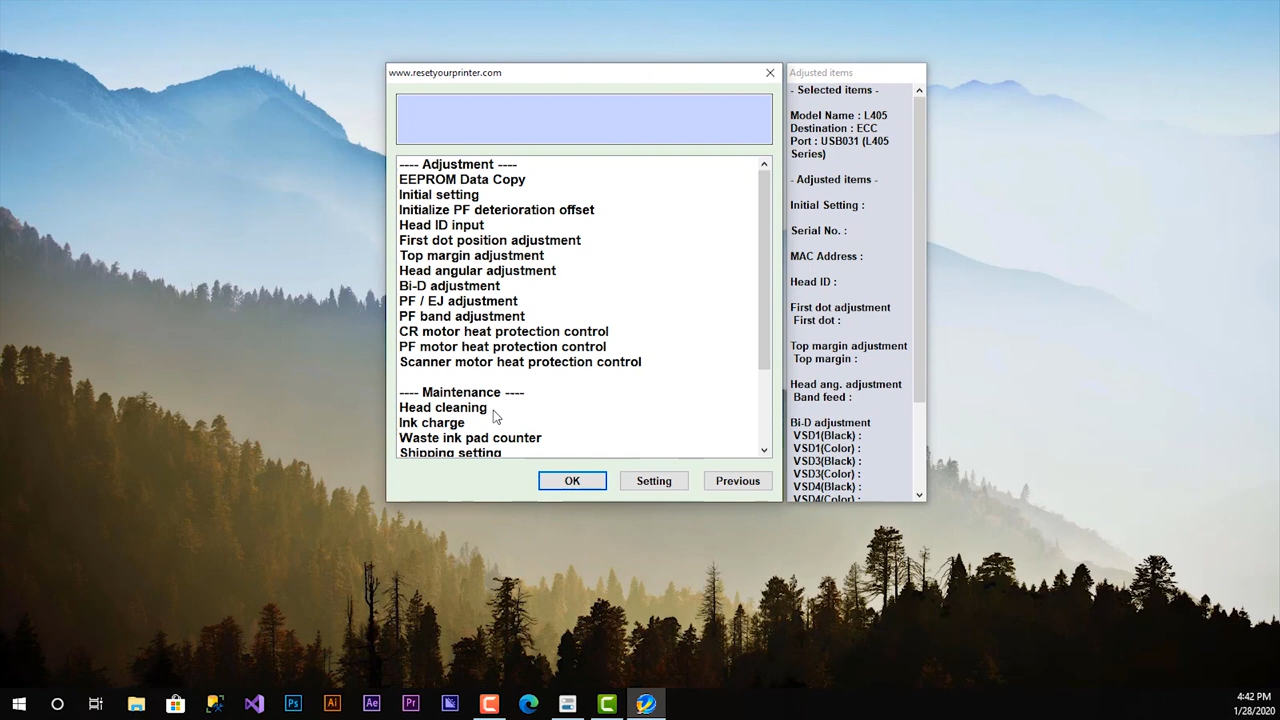 www.resetyourprinter.com
---- Adjustment ----
EEPROM Data Copy
Initial setting
Initialize PF deterioration offset
Head ID input
First dot position adjustment
Top margin adjustment
Head angular adjustment
Bi-D adjustment
PF / EJ adjustment
PF band adjustment
CR motor heat protection control
PF motor heat protection control
Scanner motor heat protection control
---- Maintenance ----
Head cleaning
Ink charge
Waste ink pad counter
Shipping setting
OK
Setting
Previous
Adjusted items
- Selected items -
Model Name : L405
Destination : ECC
Port : USB031 (L405
Series)
- Adjusted items -
Initial Setting :
Serial No. :
MAC Address :
Head ID :
First dot adjustment
First dot :
Top margin adjustment
Top margin :
Head ang. adjustment
Band feed :
Bi-D adjustment
VSD1(Black) :
VSD1(Color) :
VSD3(Black) :
VSD3(Color) :
VSD4(Black) :
VSD4(Color) :
Ps
Ai
Ae
Pr
C
C
4:42 PM
1/28/2020